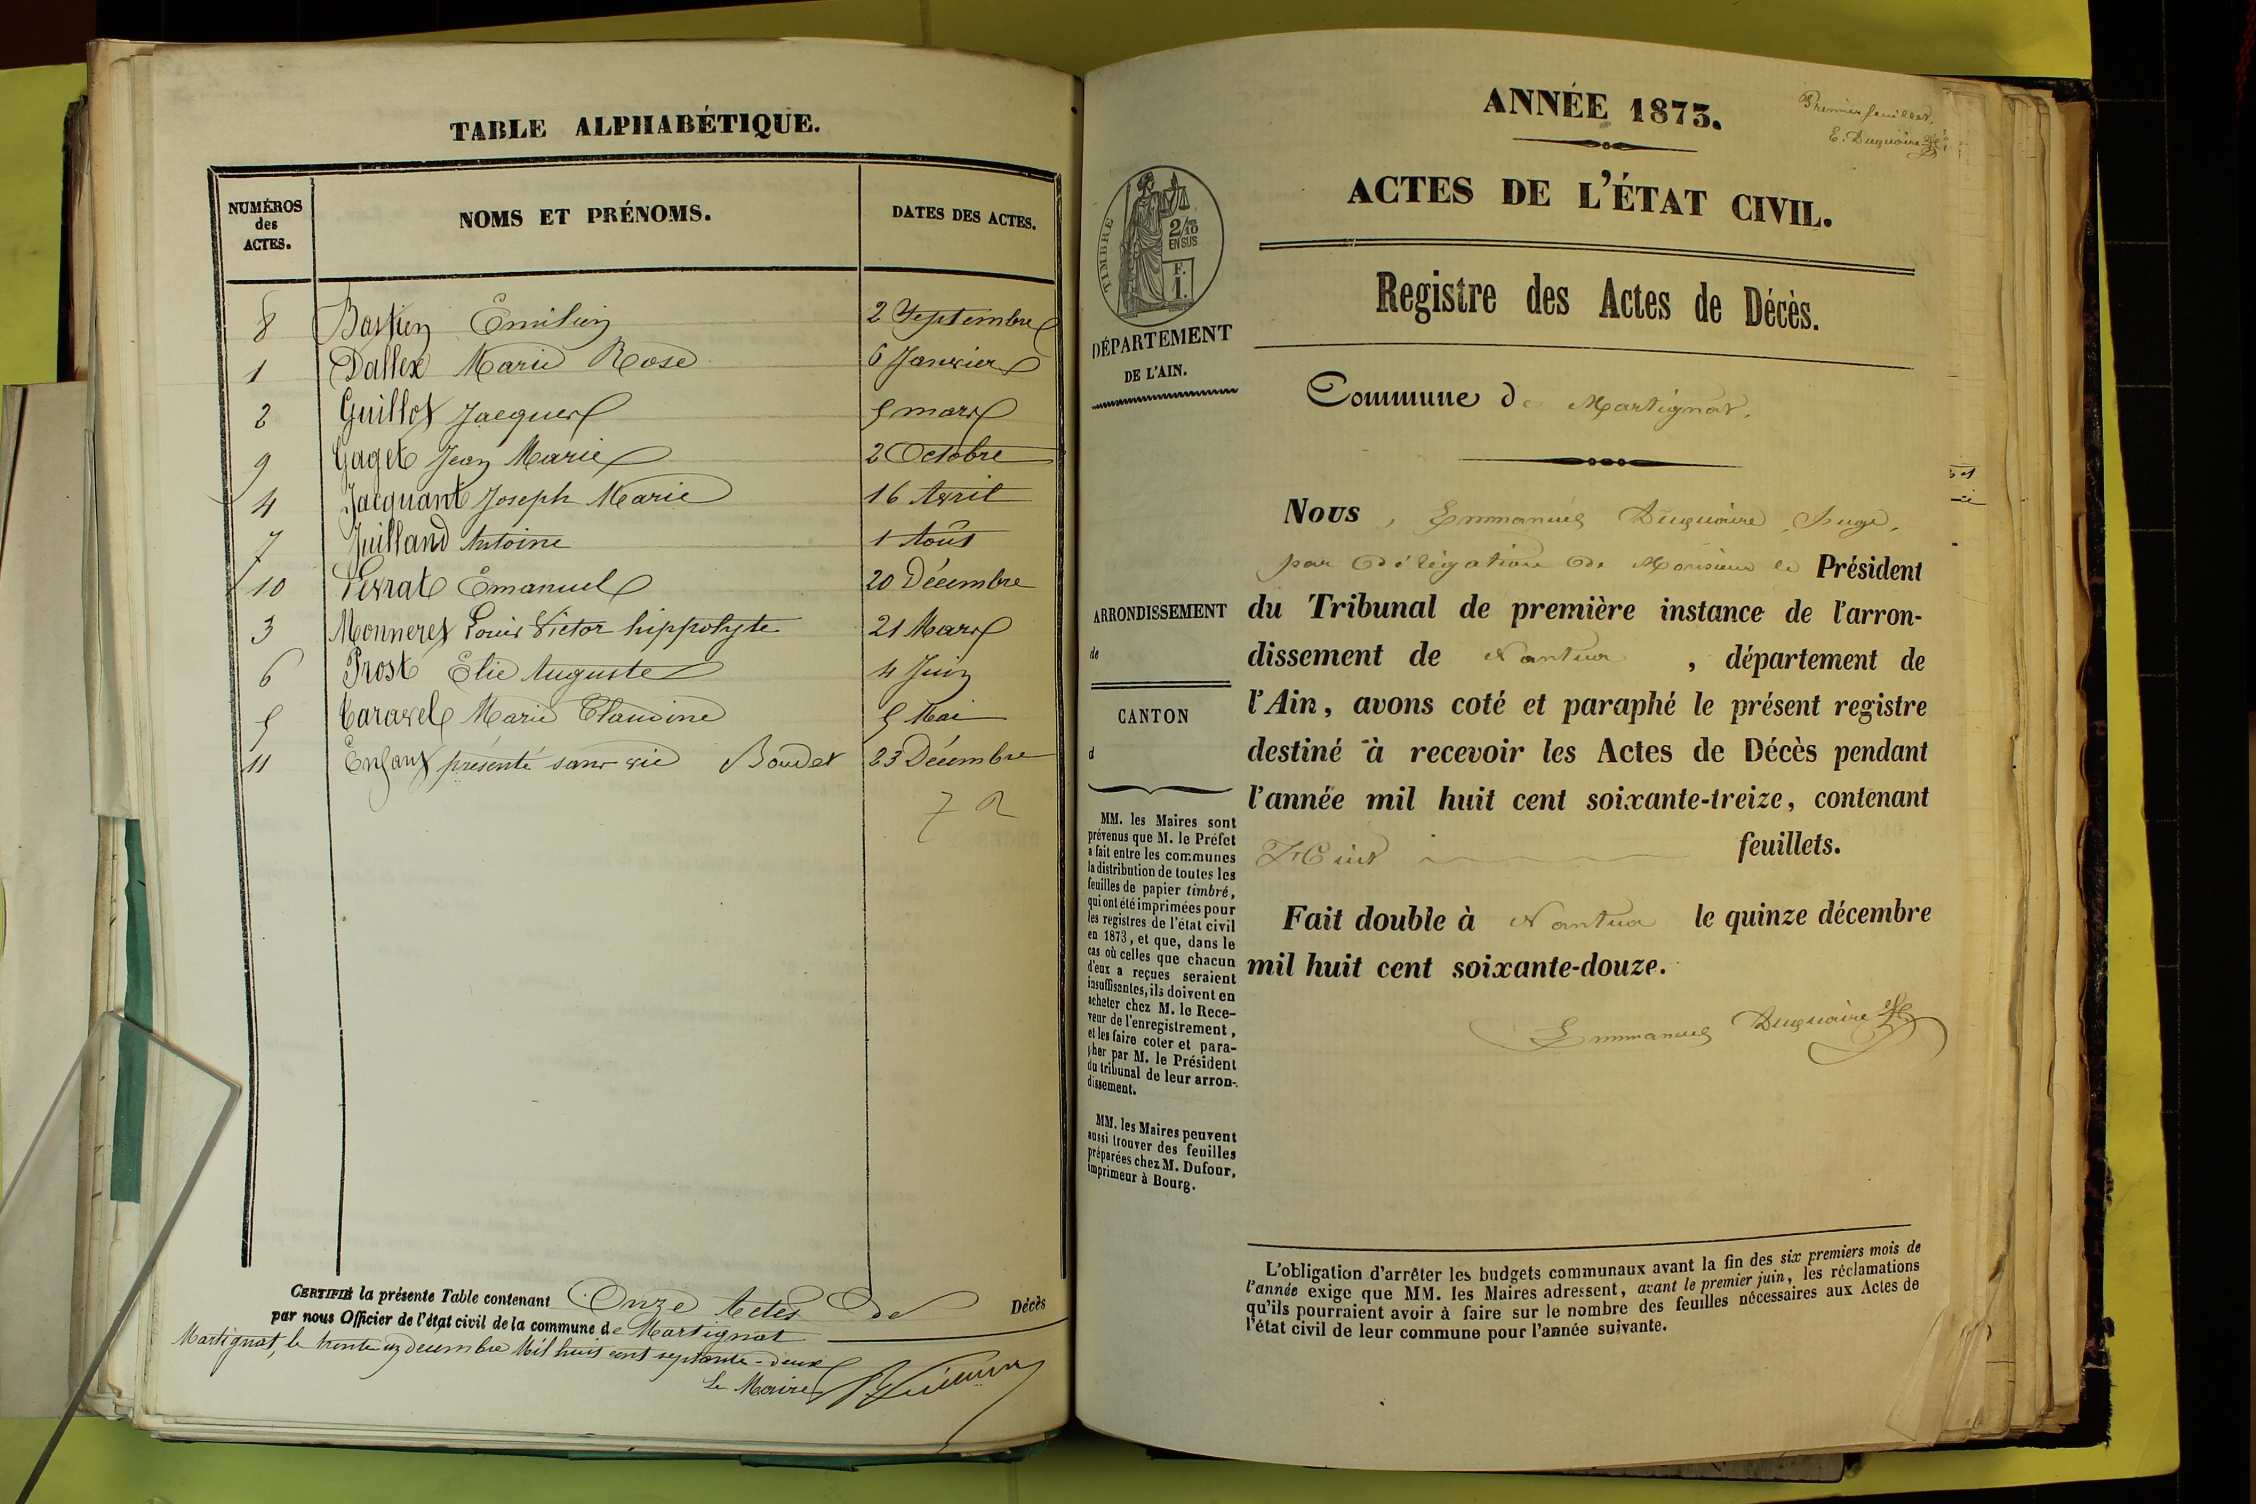 TABLE ALPHABÉTIQUE.
NUMÉROS
des
ACTES.
NOMS ET PRÉNOMS.
DATES DES ACTES.
8 Bastien Emilien 2 Septembre
1 Dallex Marie Rose 6 Janvier
2 Guillot Jacques 5 mars
9 Gaget Jean Marie 2 Octobre
4 Jacquant Joseph Marie 16 Avril
7 Juilland Antoine 1 Aout
10 Levrat Emanuel 20 Décembre
3 Monneret Louis Victor hippolyte 21 Mars
6 Prost Elie Auguste 4 Juin
5 Caravel Marie Claudine 5 Mai
11 Enfant présenté sans vie Boudet 23 Décembre
CERTIFIÉ la présente Table contenant Onze Actes de Décès
par nous Officier de l'état civil de la commune de Martignat
Martignat, le trente un decembre Mil huit cent septante-deux
Le Maire
ANNÉE 1873.
Premier feuillet.
E. Duquaire
ACTES DE L'ÉTAT CIVIL.
TIMBRE
2/10
EN SUS
F.
1.
Registre des Actes de Décès.
DÉPARTEMENT
DE L'AIN.
Commune de Martignat.
Nous, Emmanuel Duquaire, Juge,
par délégation de Monsieur le Président
ARRONDISSEMENT
de
du Tribunal de première instance de l'arron-
dissement de Nantua, département de
l'Ain, avons coté et paraphé le présent registre
destiné à recevoir les Actes de Décès pendant
l'année mil huit cent soixante-treize, contenant
Huit feuillets.
Fait double à Nantua le quinze décembre
mil huit cent soixante-douze.
Emmanuel Duquaire
CANTON
d
MM. les Maires sont
prévenus que M. le Préfet
a fait entre les communes
la distribution de toutes les
feuilles de papier timbré,
qui ont été imprimées pour
les registres de l'état civil
en 1873, et que, dans le
cas où celles que chacun
d'eux a reçues seraient
insuffisantes, ils doivent en
acheter chez M. le Rece-
veur de l'enregistrement,
et les faire coter et para-
pher par M. le Président
du tribunal de leur arron-
dissement.
MM. les Maires peuvent
aussi trouver des feuilles
préparées chez M. Dufour,
imprimeur à Bourg.
L'obligation d'arrêter les budgets communaux avant la fin des six premiers mois de
l'année exige que MM. les Maires adressent, avant le premier juin, les réclamations
qu'ils pourraient avoir à faire sur le nombre des feuilles nécessaires aux Actes de
l'état civil de leur commune pour l'année suivante.